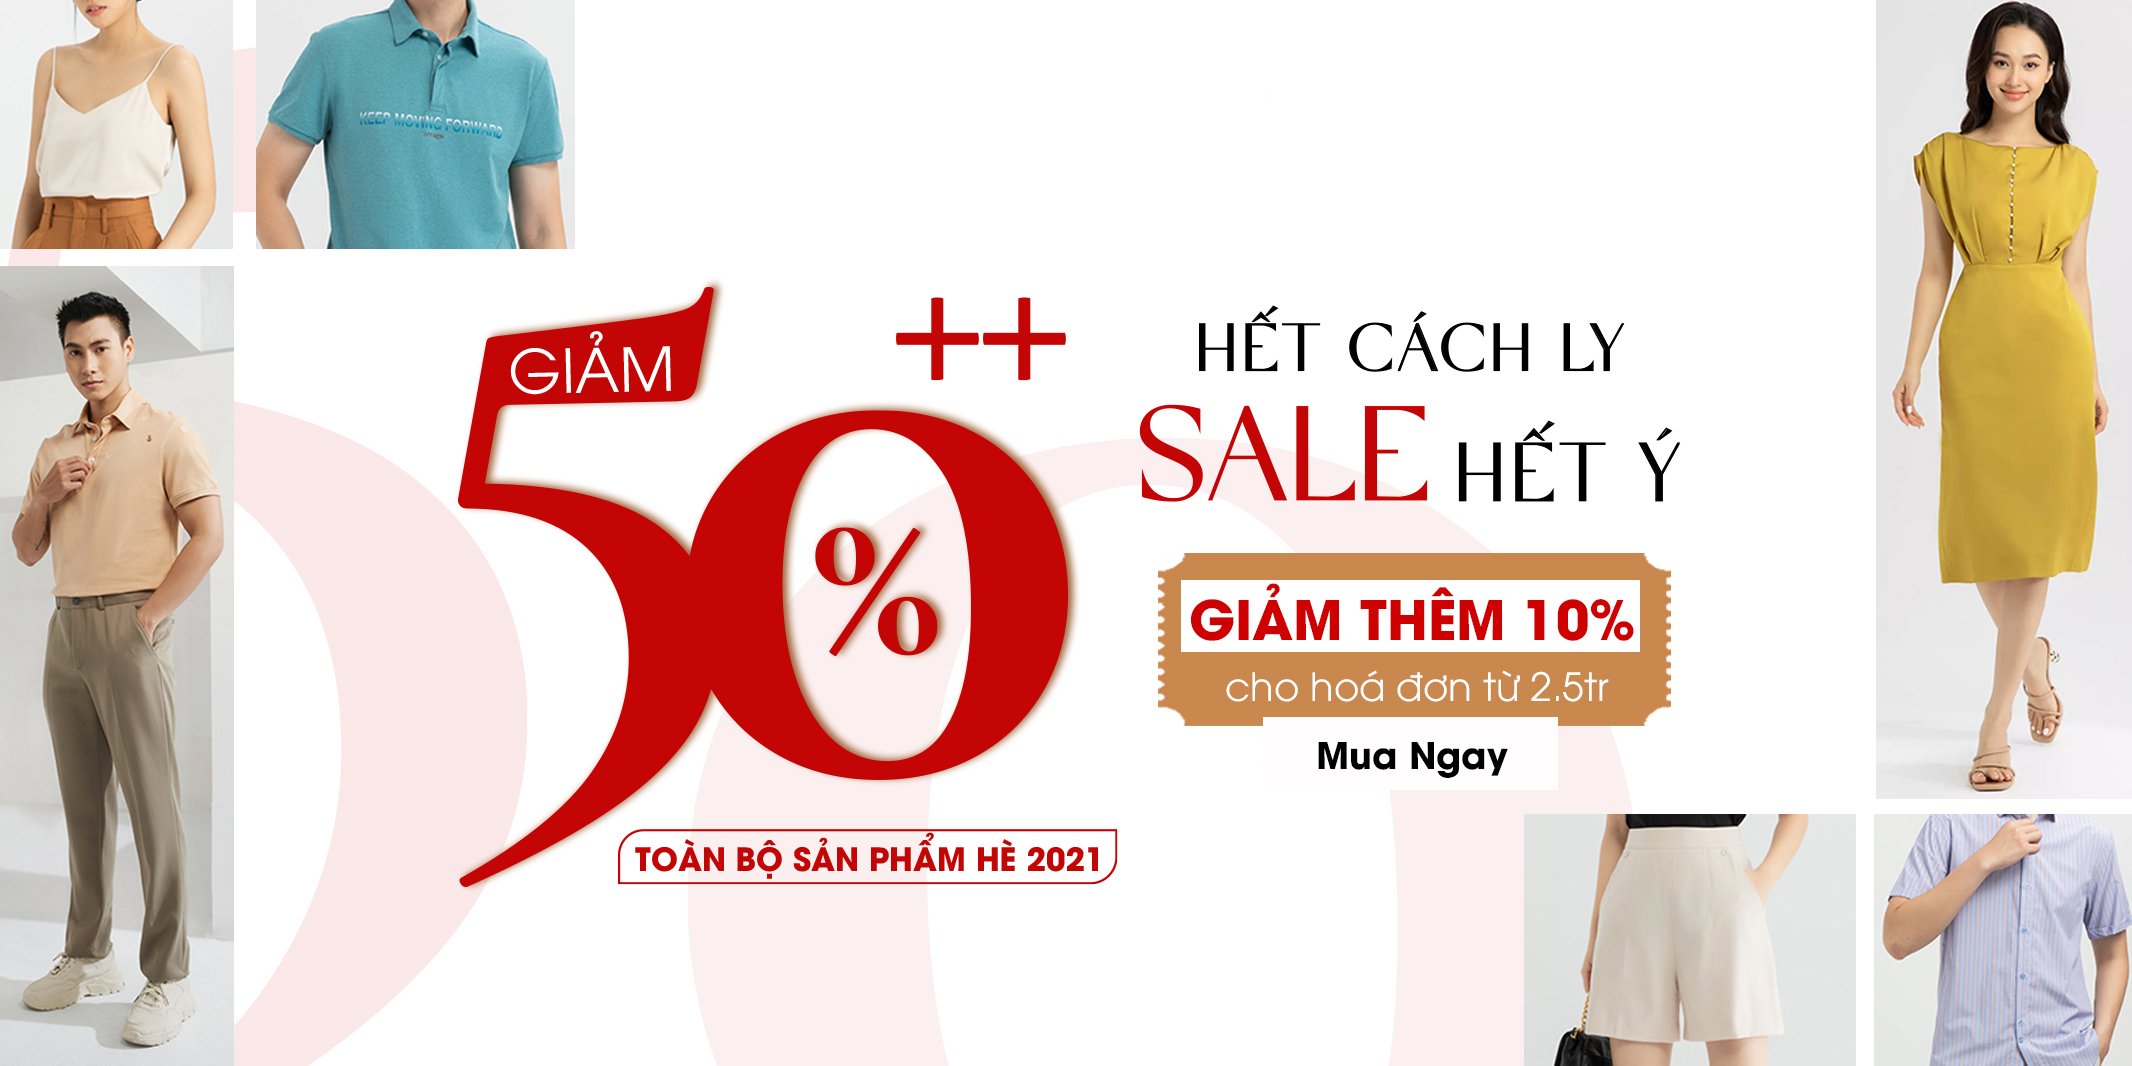 KEEP MOVING FORWARD
GIẢM
50%
++
HẾT CÁCH LY
SALE HẾT Ý
GIẢM THÊM 10%
cho hoá đơn từ 2.5tr
Mua Ngay
TOÀN BỘ SẢN PHẨM HÈ 2021